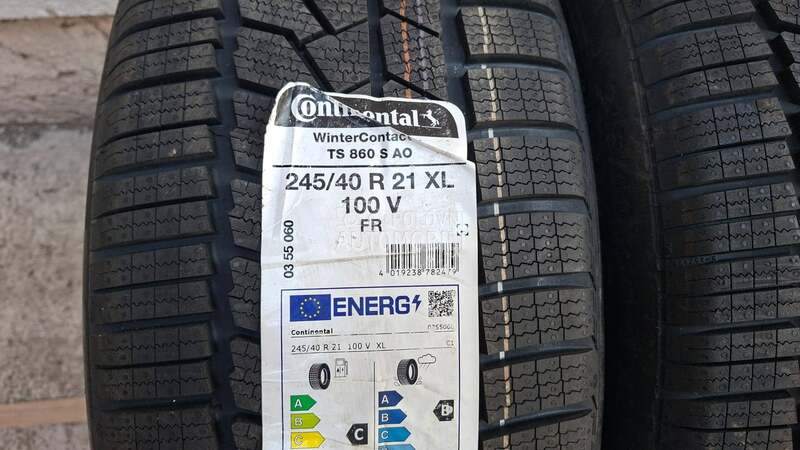 Continental
WinterContact
TS 860 S AO
245/40 R 21 XL
100 V
FR
03 55 060
4 019238 782479
ENERG
Continental
245/40 R 21 100 V XL
C1
A
B
C
C
A
B
C
B